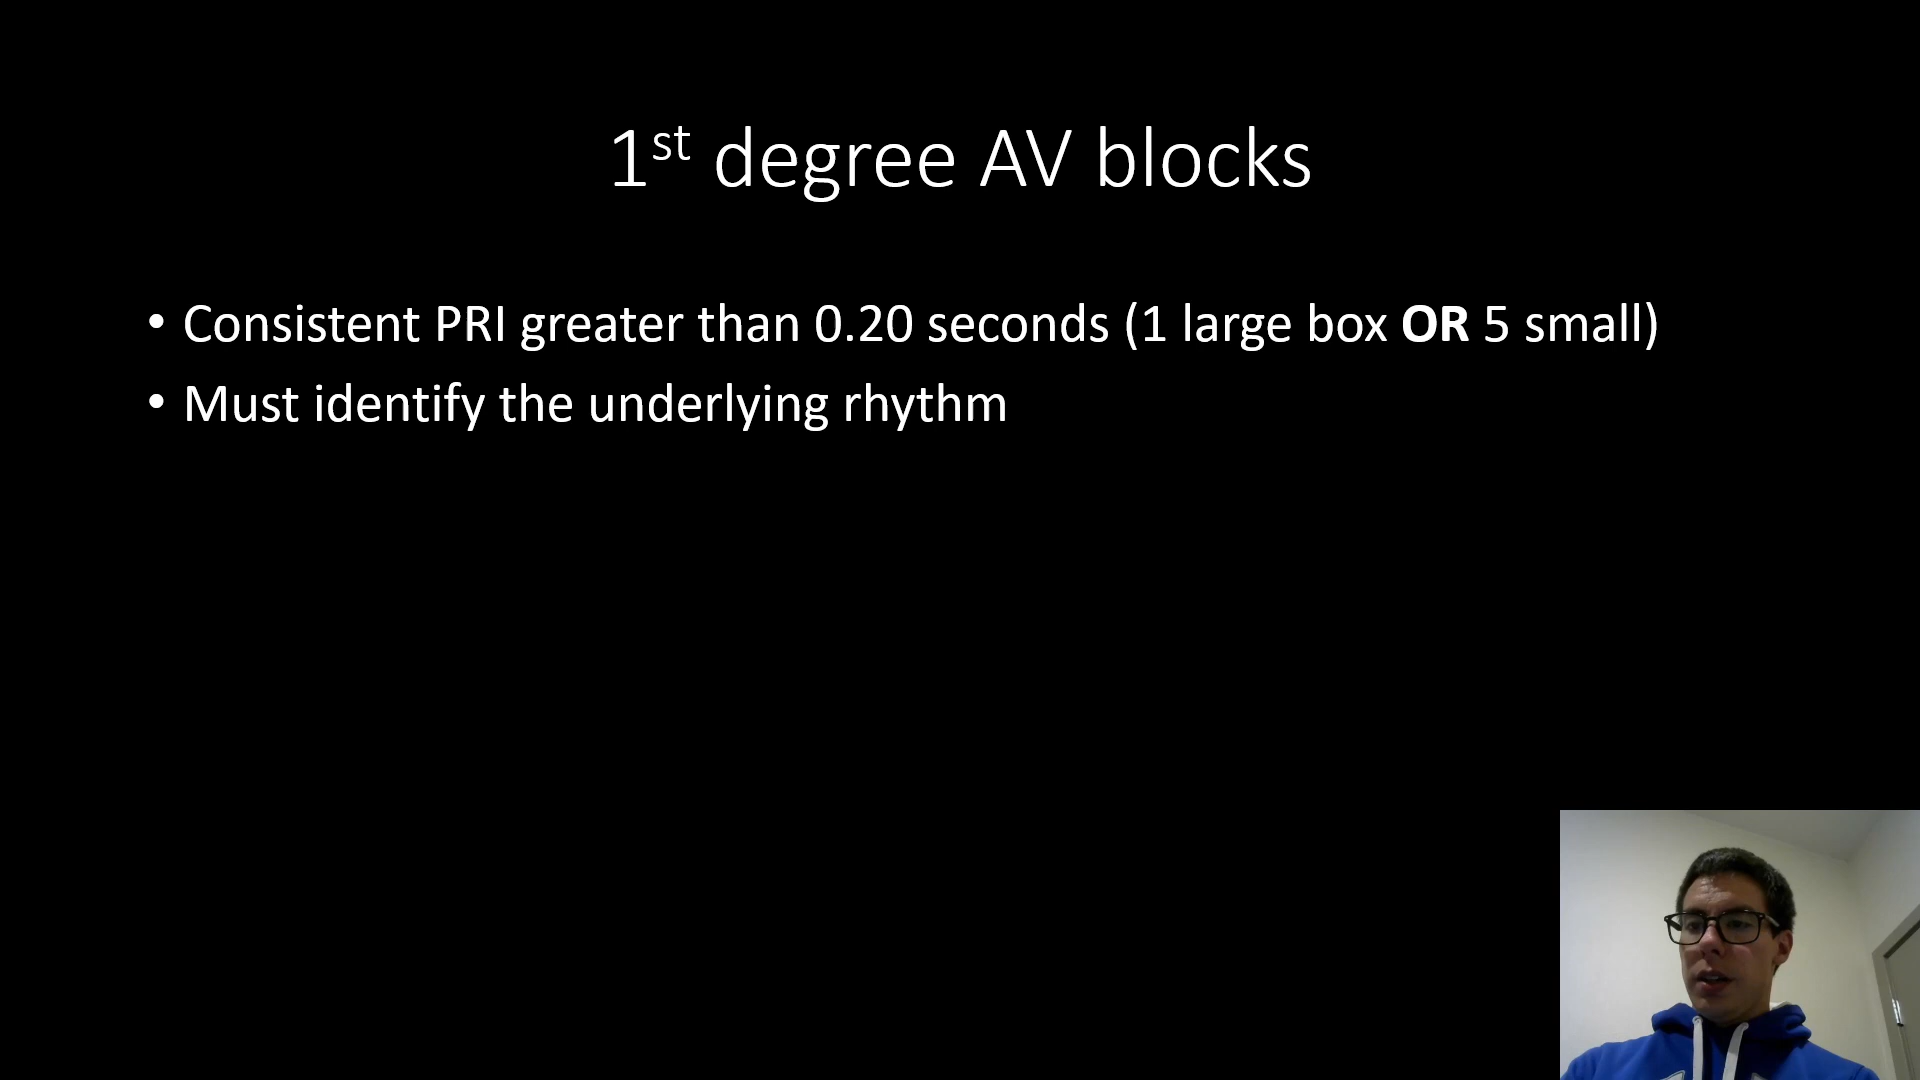 1st degree AV blocks
• Consistent PRI greater than 0.20 seconds (1 large box OR 5 small)
• Must identify the underlying rhythm